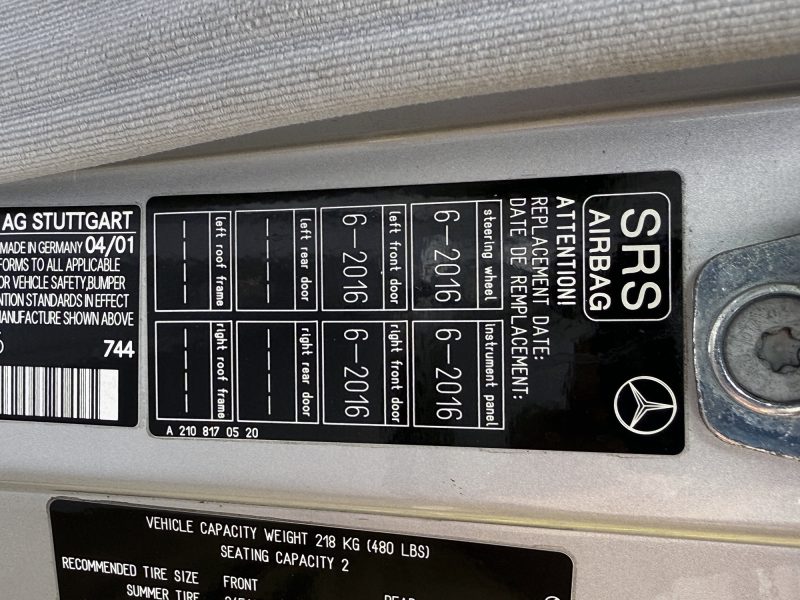 AG STUTTGART
MADE IN GERMANY 04/01
FORMS TO ALL APPLICABLE
OR VEHICLE SAFETY, BUMPER
ENTION STANDARDS IN EFFECT
MANUFACTURE SHOWN ABOVE
744
SRS
AIRBAG
ATTENTION!
REPLACEMENT DATE:
DATE DE REMPLACEMENT:
steering wheel
6-2016
Instrument panel
6-2016
left front door
6-2016
right front door
6-2016
left rear door
----
right rear door
----
left roof frame
----
right roof frame
----
A 210 817 05 20
VEHICLE CAPACITY WEIGHT 218 KG (480 LBS)
SEATING CAPACITY 2
RECOMMENDED TIRE SIZE FRONT
SUMMER TIRE